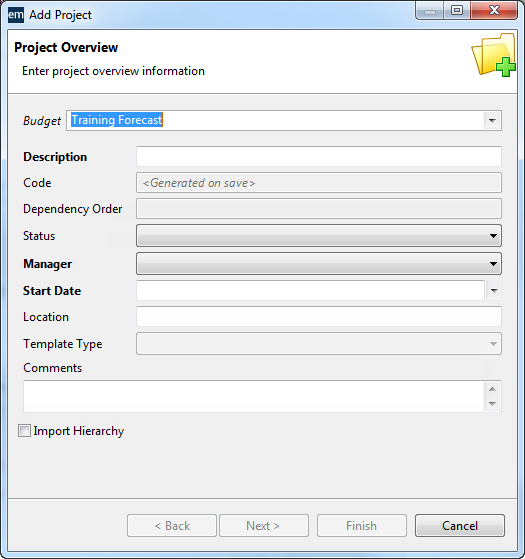 em Add Project
Project Overview
Enter project overview information
Budget Training Forecast
Description
Code <Generated on save>
Dependency Order
Status
Manager
Start Date
Location
Template Type
Comments
Import Hierarchy
< Back Next > Finish Cancel